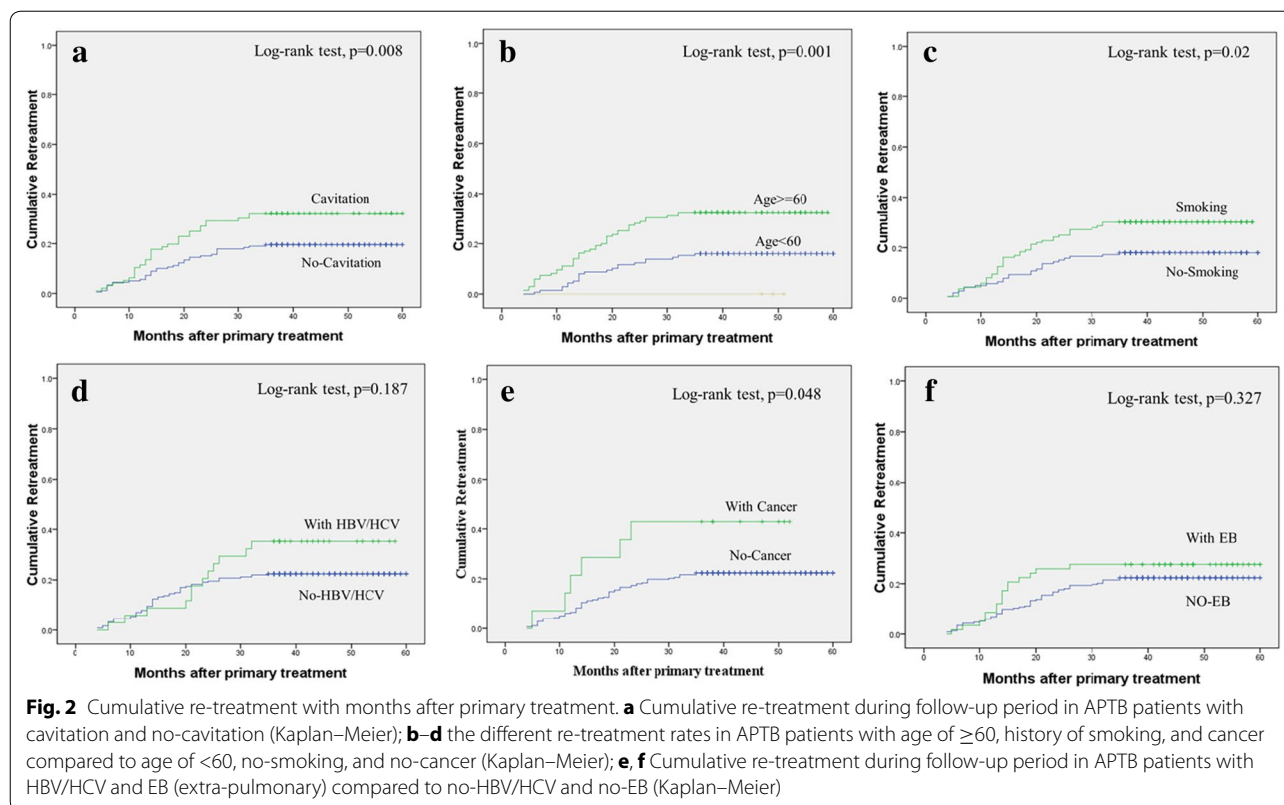 a
Log-rank test, p=0.008
1.0
0.8
0.6
0.4
0.2
0.0
Cumulative Retreatment
Cavitation
No-Cavitation
0 10 20 30 40 50 60
Months after primary treatment
b
Log-rank test, p=0.001
1.0
0.8
0.6
0.4
0.2
0.0
Cumulative Retreatment
Age>=60
Age<60
0 10 20 30 40 50 60
Months after primary treatment
c
Log-rank test, p=0.02
1.0
0.8
0.6
0.4
0.2
0.0
Cumulative Retreatment
Smoking
No-Smoking
0 10 20 30 40 50 60
Months after primary treatment
d
Log-rank test, p=0.187
1.0
0.8
0.6
0.4
0.2
0.0
Cumulative Retreatment
With HBV/HCV
No-HBV/HCV
0 10 20 30 40 50 60
Months after primary treatment
e
Log-rank test, p=0.048
1.0
0.8
0.6
0.4
0.2
0.0
Cumulative Retreatment
With Cancer
No-Cancer
0 10 20 30 40 50 60
Months after primary treatment
f
Log-rank test, p=0.327
1.0
0.8
0.6
0.4
0.2
0.0
Cumulative Retreatment
With EB
NO-EB
0 10 20 30 40 50 60
Months after primary treatment
Fig. 2 Cumulative re-treatment with months after primary treatment. a Cumulative re-treatment during follow-up period in APTB patients with
cavitation and no-cavitation (Kaplan–Meier); b–d the different re-treatment rates in APTB patients with age of ≥60, history of smoking, and cancer
compared to age of <60, no-smoking, and no-cancer (Kaplan–Meier); e, f Cumulative re-treatment during follow-up period in APTB patients with
HBV/HCV and EB (extra-pulmonary) compared to no-HBV/HCV and no-EB (Kaplan–Meier)